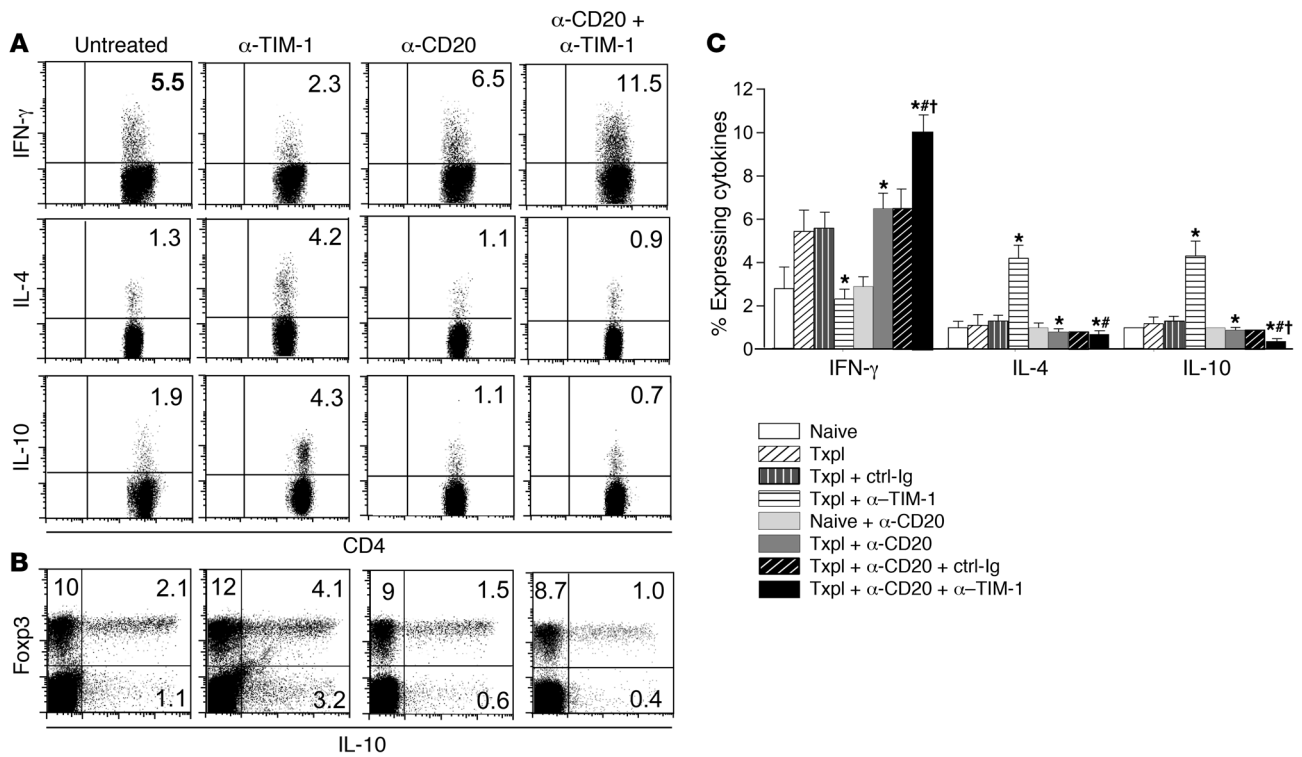 A
Untreated
α-TIM-1
α-CD20
α-CD20 +
α-TIM-1
IFN-γ
5.5
2.3
6.5
11.5
IL-4
1.3
4.2
1.1
0.9
IL-10
1.9
4.3
1.1
0.7
CD4
B
Foxp3
10
2.1
1.1
12
4.1
3.2
9
1.5
0.6
8.7
1.0
0.4
IL-10
C
% Expressing cytokines
12
10
8
6
4
2
0
*
*
*#†
*
*
*#
*
*
*#†
IFN-γ
IL-4
IL-10
Naive
Txpl
Txpl + ctrl-Ig
Txpl + α–TIM-1
Naive + α-CD20
Txpl + α-CD20
Txpl + α-CD20 + ctrl-Ig
Txpl + α-CD20 + α–TIM-1